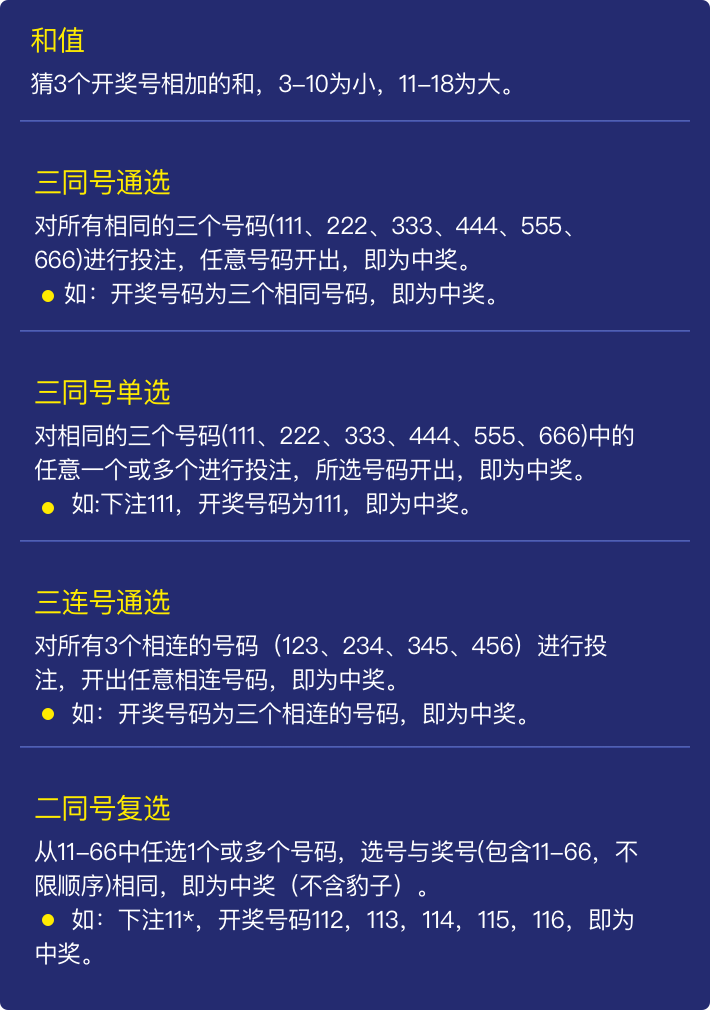 和值
猜3个开奖号相加的和，3–10为小，11–18为大。
三同号通选
对所有相同的三个号码(111、222、333、444、555、
666)进行投注，任意号码开出，即为中奖。
如：开奖号码为三个相同号码，即为中奖。
三同号单选
对相同的三个号码(111、222、333、444、555、666)中的
任意一个或多个进行投注，所选号码开出，即为中奖。
如:下注111，开奖号码为111，即为中奖。
三连号通选
对所有3个相连的号码（123、234、345、456）进行投
注，开出任意相连号码，即为中奖。
如：开奖号码为三个相连的号码，即为中奖。
二同号复选
从11–66中任选1个或多个号码，选号与奖号(包含11–66，不
限顺序)相同，即为中奖（不含豹子）。
如：下注11*，开奖号码112，113，114，115，116，即为
中奖。